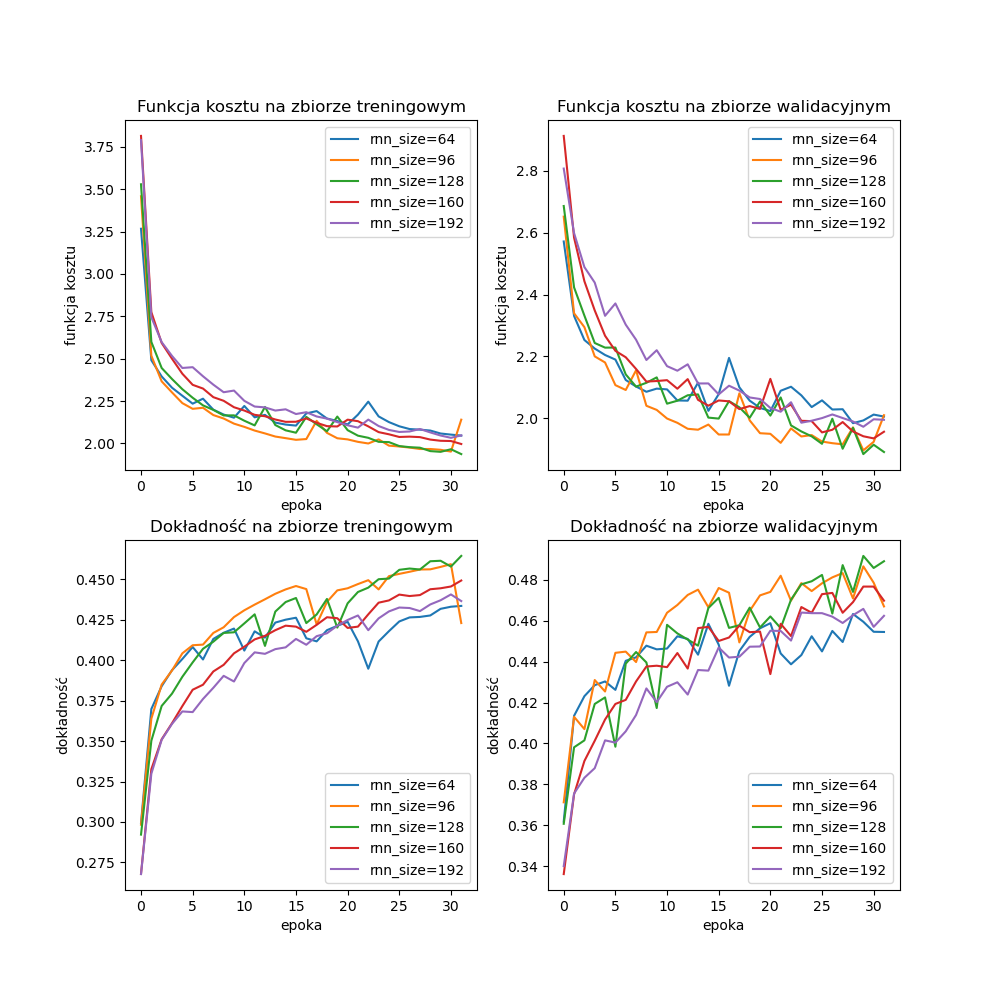 Funkcja kosztu na zbiorze treningowym
3.75
3.50
3.25
3.00
2.75
2.50
2.25
2.00
funkcja kosztu
rnn_size=64
rnn_size=96
rnn_size=128
rnn_size=160
rnn_size=192
0 5 10 15 20 25 30
epoka
Funkcja kosztu na zbiorze walidacyjnym
2.8
2.6
2.4
2.2
2.0
funkcja kosztu
rnn_size=64
rnn_size=96
rnn_size=128
rnn_size=160
rnn_size=192
0 5 10 15 20 25 30
epoka
Dokładność na zbiorze treningowym
0.450
0.425
0.400
0.375
0.350
0.325
0.300
0.275
dokładność
rnn_size=64
rnn_size=96
rnn_size=128
rnn_size=160
rnn_size=192
0 5 10 15 20 25 30
epoka
Dokładność na zbiorze walidacyjnym
0.48
0.46
0.44
0.42
0.40
0.38
0.36
0.34
dokładność
rnn_size=64
rnn_size=96
rnn_size=128
rnn_size=160
rnn_size=192
0 5 10 15 20 25 30
epoka